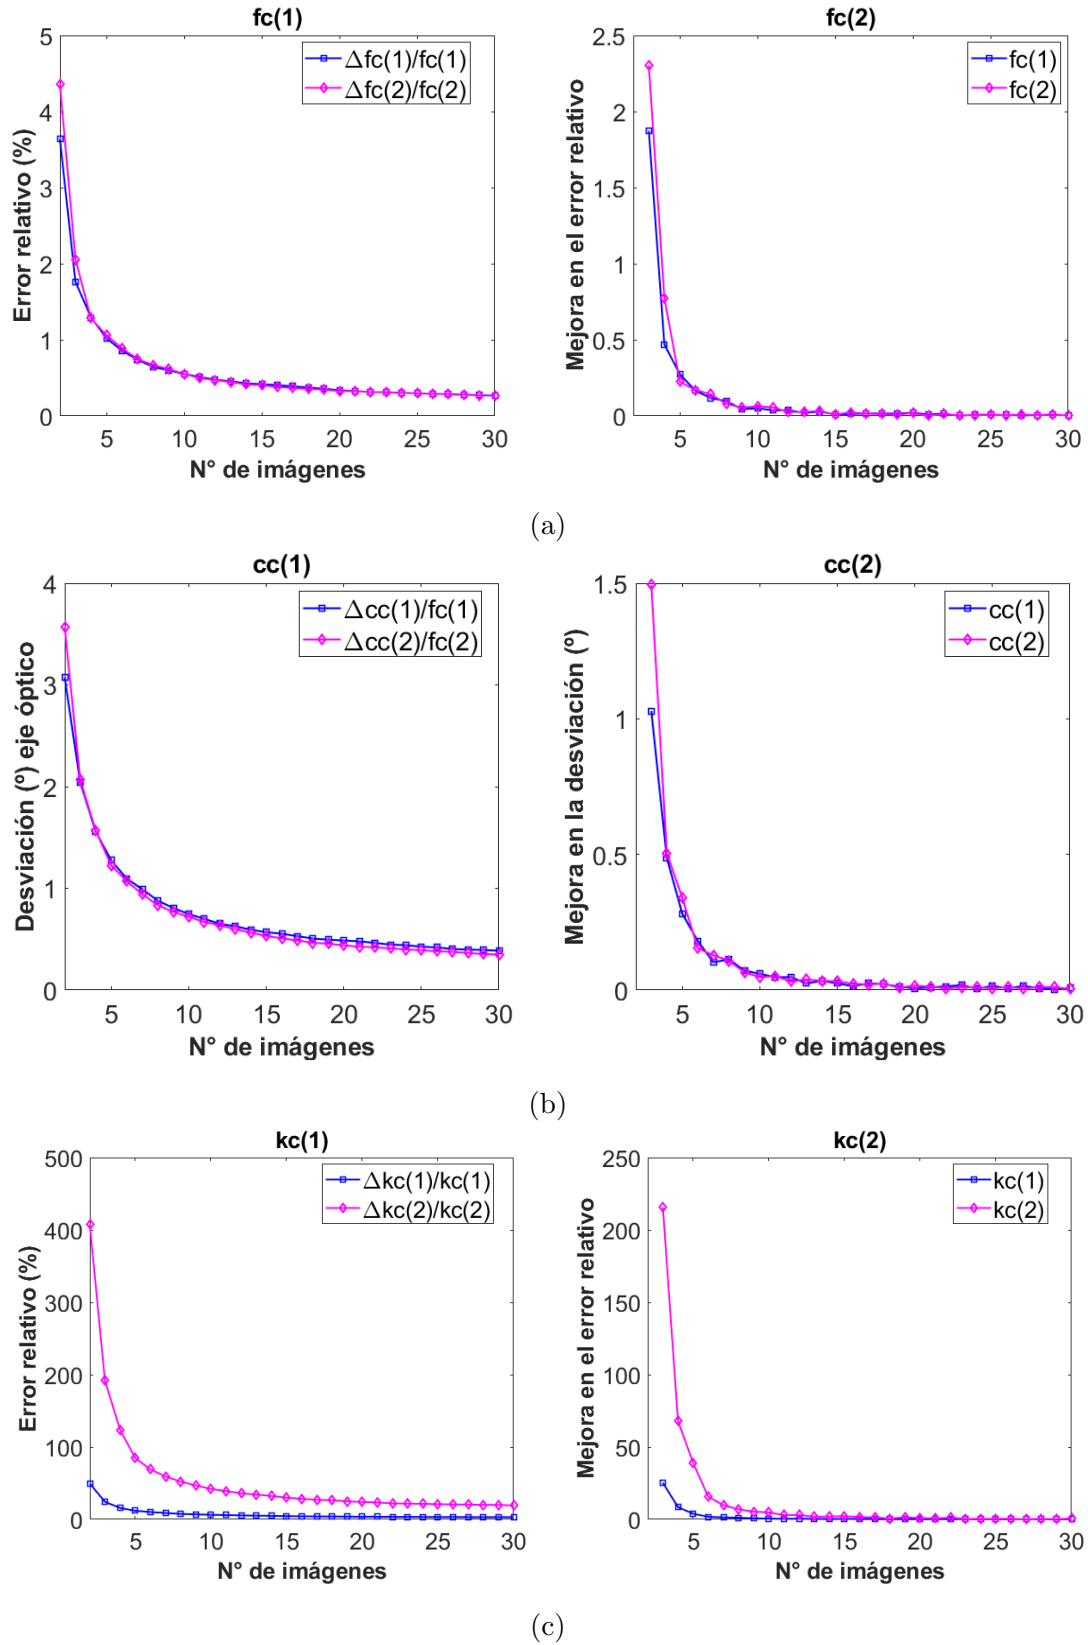 fc(1)
Error relativo (%)
5
4
3
2
1
0
Δfc(1)/fc(1)
Δfc(2)/fc(2)
5 10 15 20 25 30
N° de imágenes
fc(2)
Mejora en el error relativo
2.5
2
1.5
1
0.5
0
fc(1)
fc(2)
5 10 15 20 25 30
N° de imágenes
(a)
cc(1)
Desviación (º) eje óptico
4
3
2
1
0
Δcc(1)/fc(1)
Δcc(2)/fc(2)
5 10 15 20 25 30
N° de imágenes
cc(2)
Mejora en la desviación (º)
1.5
1
0.5
0
cc(1)
cc(2)
5 10 15 20 25 30
N° de imágenes
(b)
kc(1)
Error relativo (%)
500
400
300
200
100
0
Δkc(1)/kc(1)
Δkc(2)/kc(2)
5 10 15 20 25 30
N° de imágenes
kc(2)
Mejora en el error relativo
250
200
150
100
50
0
kc(1)
kc(2)
5 10 15 20 25 30
N° de imágenes
(c)